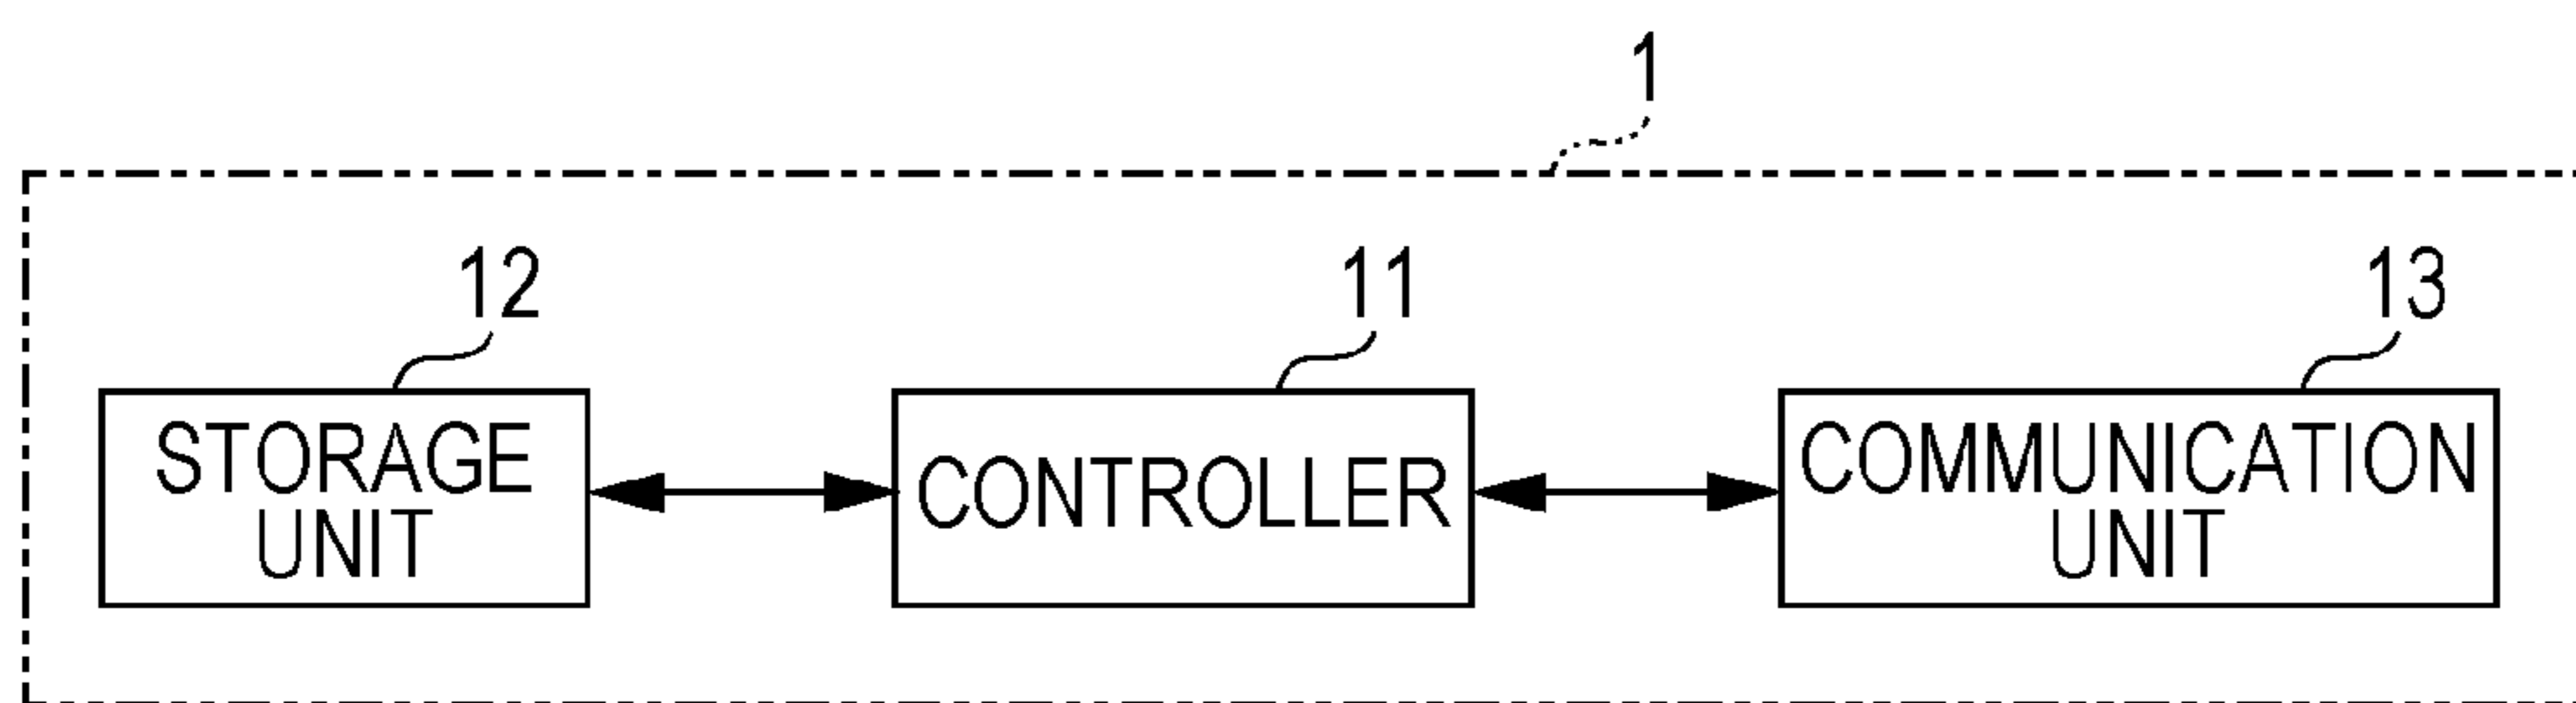 1
12
11
13
STORAGE
UNIT
CONTROLLER
COMMUNICATION
UNIT